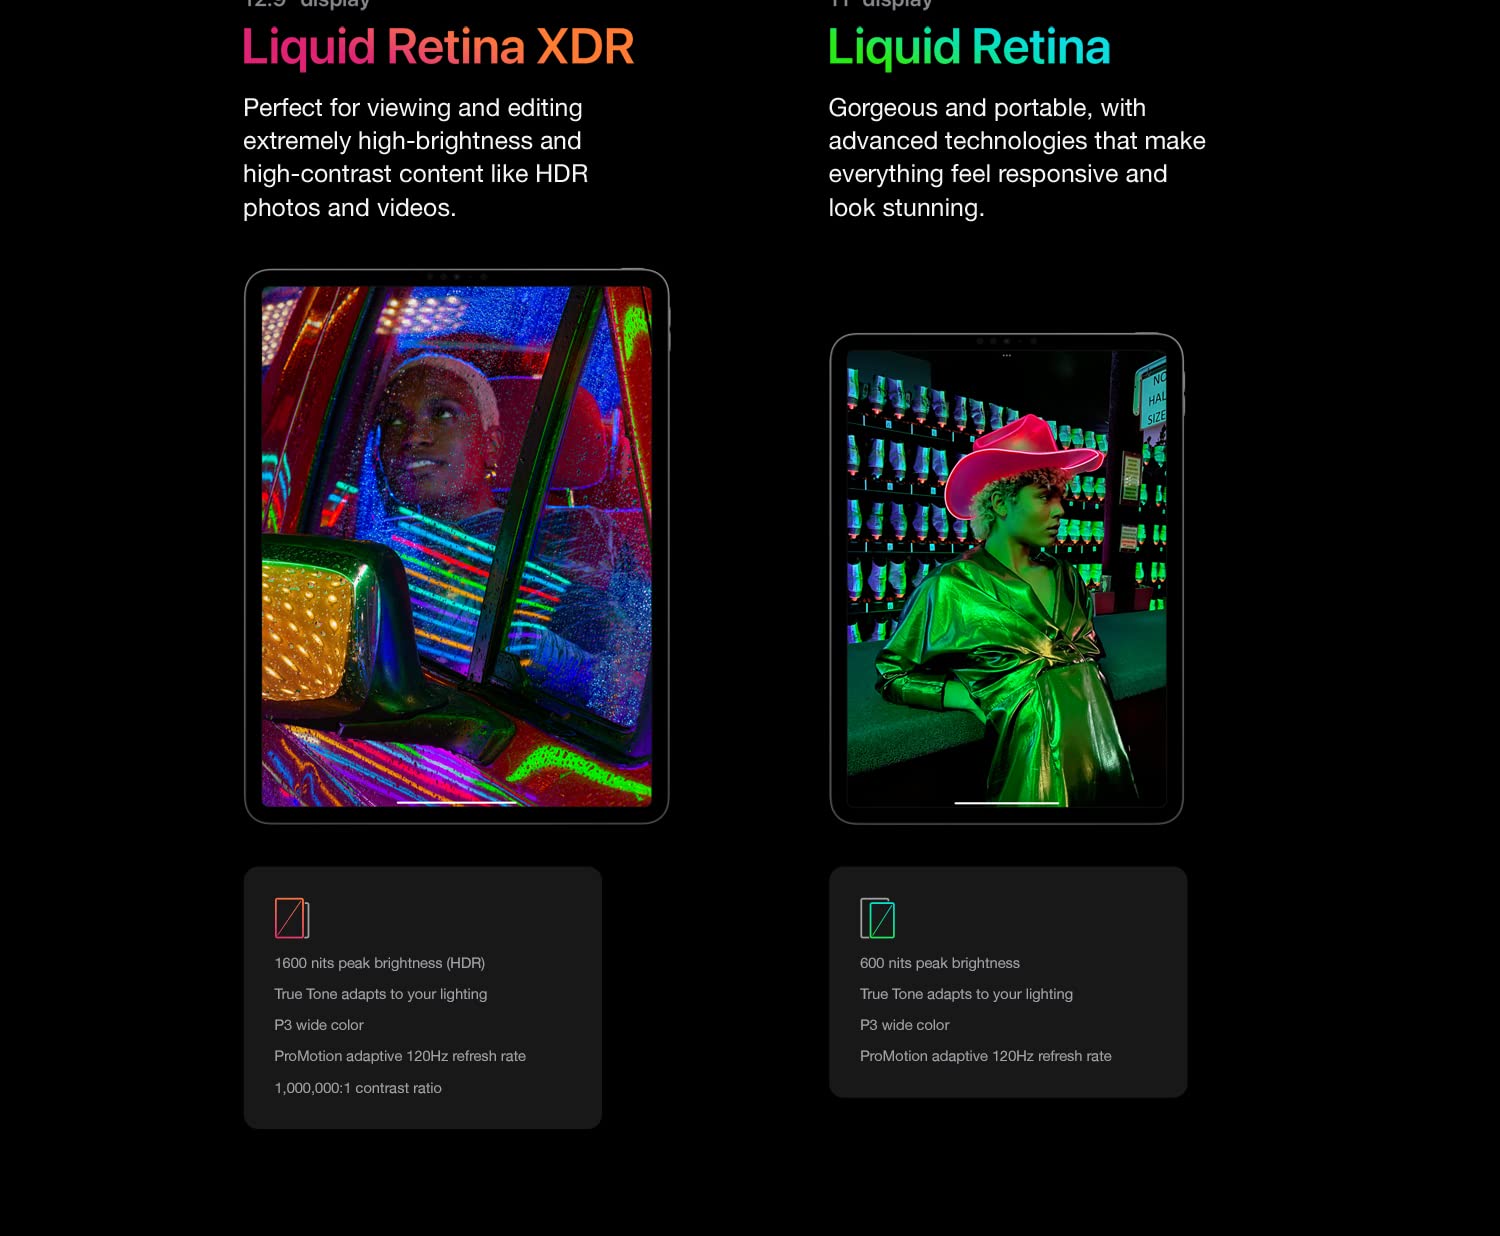 12.9" display
Liquid Retina XDR
Perfect for viewing and editing
extremely high-brightness and
high-contrast content like HDR
photos and videos.
1600 nits peak brightness (HDR)
True Tone adapts to your lighting
P3 wide color
ProMotion adaptive 120Hz refresh rate
1,000,000:1 contrast ratio
11" display
Liquid Retina
Gorgeous and portable, with
advanced technologies that make
everything feel responsive and
look stunning.
NO
HAL
SIZE
600 nits peak brightness
True Tone adapts to your lighting
P3 wide color
ProMotion adaptive 120Hz refresh rate